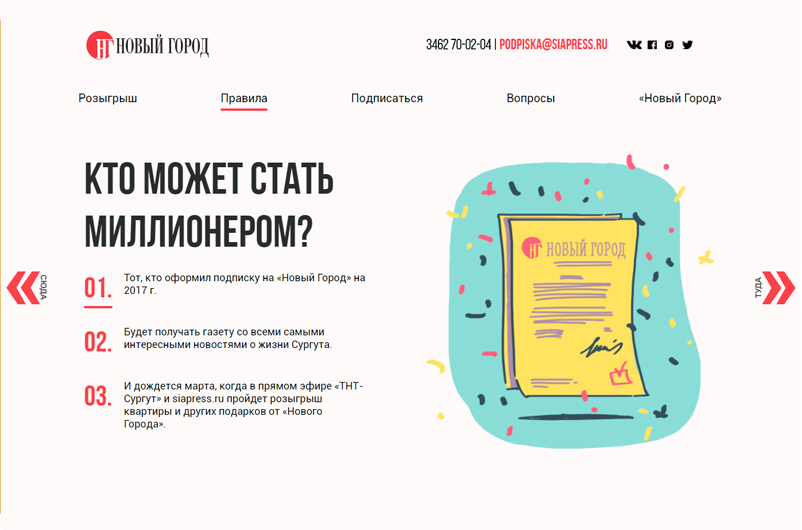 НГ НОВЫЙ ГОРОД
3462 70-02-04 | PODPISKA@SIAPRESS.RU
Розыгрыш
Правила
Подписаться
Вопросы
«Новый Город»
КТО МОЖЕТ СТАТЬ
МИЛЛИОНЕРОМ?
01.
Тот, кто оформил подписку на «Новый Город» на
2017 г.
02.
Будет получать газету со всеми самыми
интересными новостями о жизни Сургута.
03.
И дождется марта, когда в прямом эфире «ТНТ-
Сургут» и siapress.ru пройдет розыгрыш
квартиры и других подарков от «Нового
Города».
СЮДА
ТУДА
НГ НОВЫЙ ГОРОД